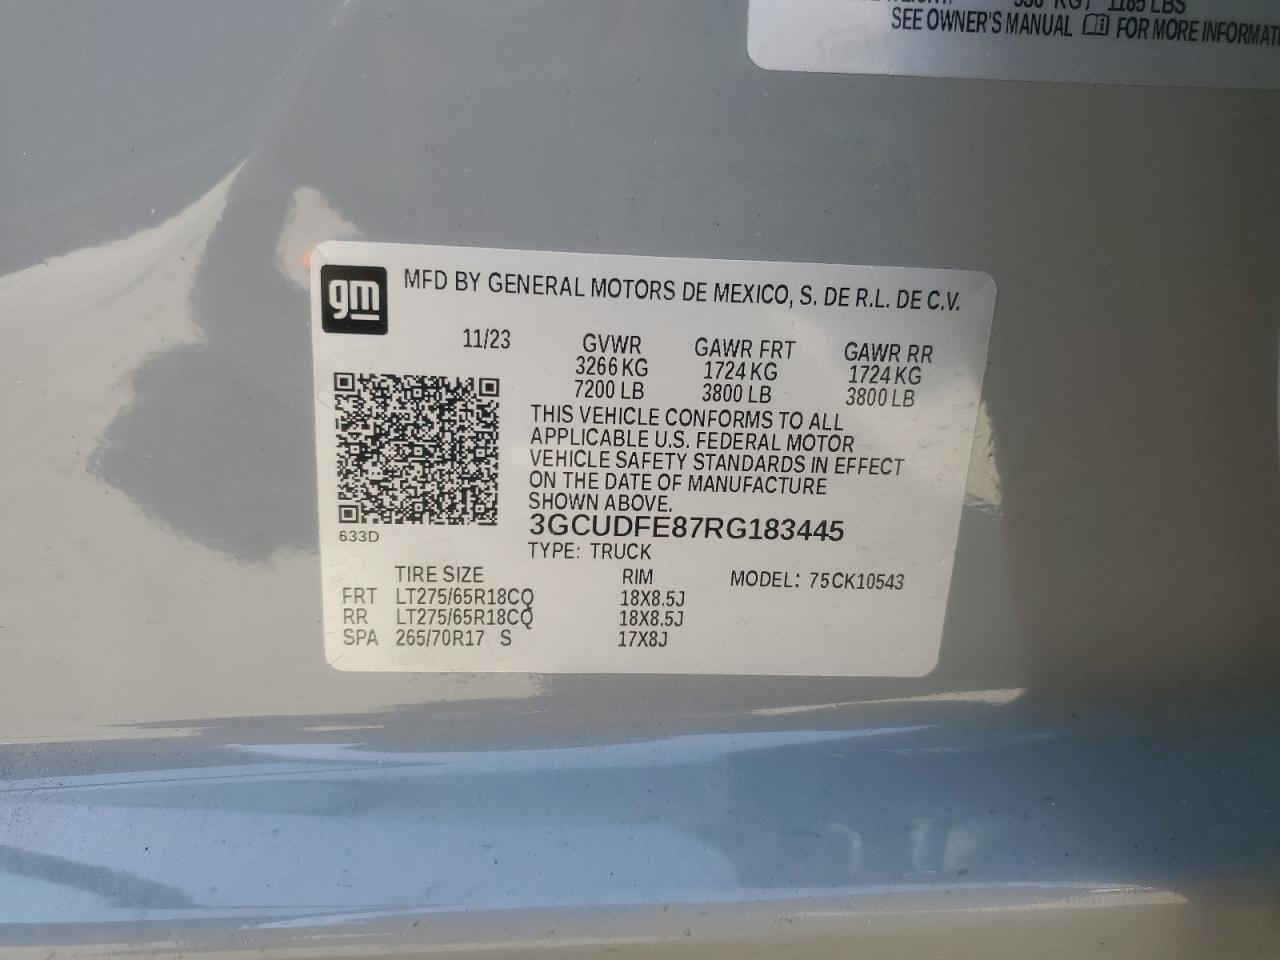 KG / 1185 LBS
SEE OWNER'S MANUAL FOR MORE INFORMATI
gm MFD BY GENERAL MOTORS DE MEXICO, S. DE R.L. DE C.V.
11/23 GVWR GAWR FRT GAWR RR
3266 KG 1724 KG 1724 KG
7200 LB 3800 LB 3800 LB
THIS VEHICLE CONFORMS TO ALL
APPLICABLE U.S. FEDERAL MOTOR
VEHICLE SAFETY STANDARDS IN EFFECT
ON THE DATE OF MANUFACTURE
SHOWN ABOVE.
3GCUDFE87RG183445
633D
TYPE: TRUCK
TIRE SIZE RIM MODEL: 75CK10543
FRT LT275/65R18CQ 18X8.5J
RR LT275/65R18CQ 18X8.5J
SPA 265/70R17 S 17X8J